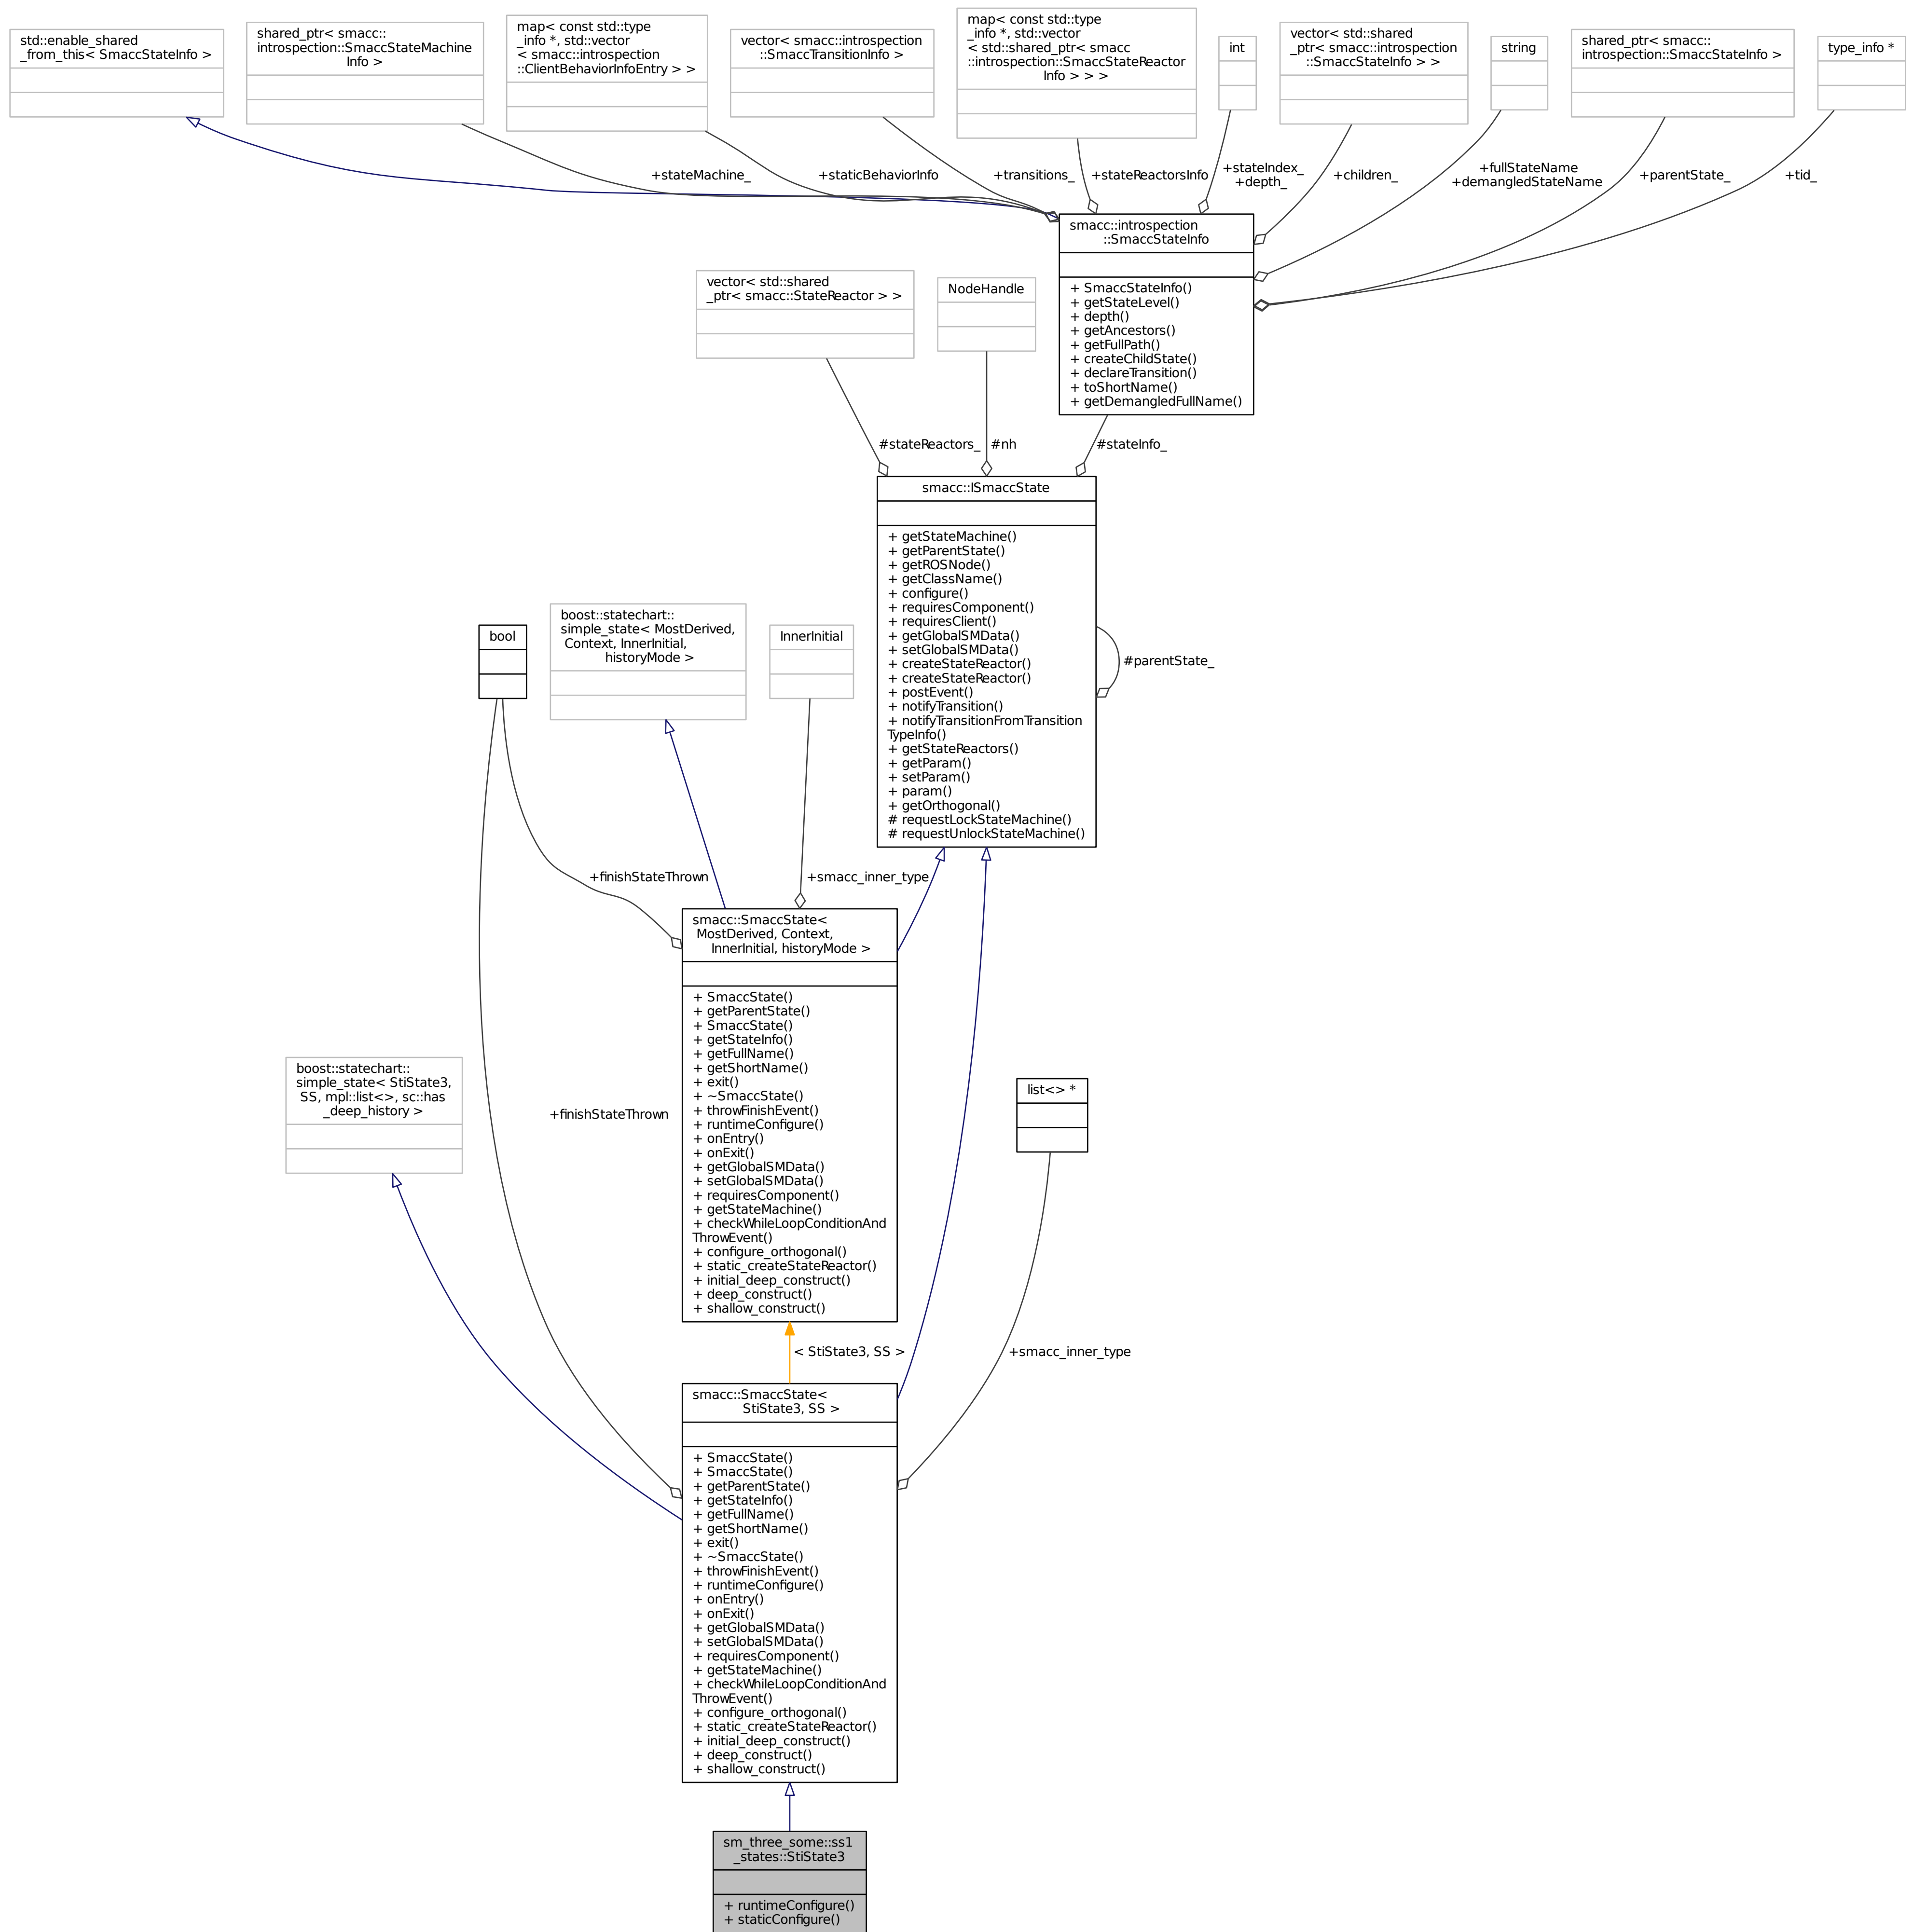 std::enable_shared
_from_this< SmaccStateInfo >
shared_ptr< smacc::
introspection::SmaccStateMachine
Info >
map< const std::type
_info *, std::vector
< smacc::introspection
::ClientBehaviorInfoEntry > >
vector< smacc::introspection
::SmaccTransitionInfo >
map< const std::type
_info *, std::vector
< std::shared_ptr< smacc
::introspection::SmaccStateReactor
Info > > >
int
vector< std::shared
_ptr< smacc::introspection
::SmaccStateInfo > >
string
shared_ptr< smacc::
introspection::SmaccStateInfo >
type_info *
+stateMachine_
+staticBehaviorInfo
+transitions_
+stateReactorsInfo
+stateIndex_
+depth_
+children_
+fullStateName
+demangledStateName
+parentState_
+tid_
smacc::introspection
::SmaccStateInfo
+ SmaccStateInfo()
+ getStateLevel()
+ depth()
+ getAncestors()
+ getFullPath()
+ createChildState()
+ declareTransition()
+ toShortName()
+ getDemangledFullName()
vector< std::shared
_ptr< smacc::StateReactor > >
NodeHandle
#stateReactors_
#nh
#stateInfo_
smacc::ISmaccState
+ getStateMachine()
+ getParentState()
+ getROSNode()
+ getClassName()
+ configure()
+ requiresComponent()
+ requiresClient()
+ getGlobalSMData()
+ setGlobalSMData()
+ createStateReactor()
+ createStateReactor()
+ postEvent()
+ notifyTransition()
+ notifyTransitionFromTransition
TypeInfo()
+ getStateReactors()
+ getParam()
+ setParam()
+ param()
+ getOrthogonal()
# requestLockStateMachine()
# requestUnlockStateMachine()
#parentState_
bool
boost::statechart::
simple_state< MostDerived,
Context, InnerInitial,
historyMode >
InnerInitial
+finishStateThrown
+smacc_inner_type
smacc::SmaccState<
MostDerived, Context,
InnerInitial, historyMode >
+ SmaccState()
+ getParentState()
+ SmaccState()
+ getStateInfo()
+ getFullName()
+ getShortName()
+ exit()
+ ~SmaccState()
+ throwFinishEvent()
+ runtimeConfigure()
+ onEntry()
+ onExit()
+ getGlobalSMData()
+ setGlobalSMData()
+ requiresComponent()
+ getStateMachine()
+ checkWhileLoopConditionAnd
ThrowEvent()
+ configure_orthogonal()
+ static_createStateReactor()
+ initial_deep_construct()
+ deep_construct()
+ shallow_construct()
boost::statechart::
simple_state< StiState3,
SS, mpl::list<>, sc::has
_deep_history >
+finishStateThrown
list<> *
< StiState3, SS >
+smacc_inner_type
smacc::SmaccState<
StiState3, SS >
+ SmaccState()
+ SmaccState()
+ getParentState()
+ getStateInfo()
+ getFullName()
+ getShortName()
+ exit()
+ ~SmaccState()
+ throwFinishEvent()
+ runtimeConfigure()
+ onEntry()
+ onExit()
+ getGlobalSMData()
+ setGlobalSMData()
+ requiresComponent()
+ getStateMachine()
+ checkWhileLoopConditionAnd
ThrowEvent()
+ configure_orthogonal()
+ static_createStateReactor()
+ initial_deep_construct()
+ deep_construct()
+ shallow_construct()
sm_three_some::ss1
_states::StiState3
+ runtimeConfigure()
+ staticConfigure()